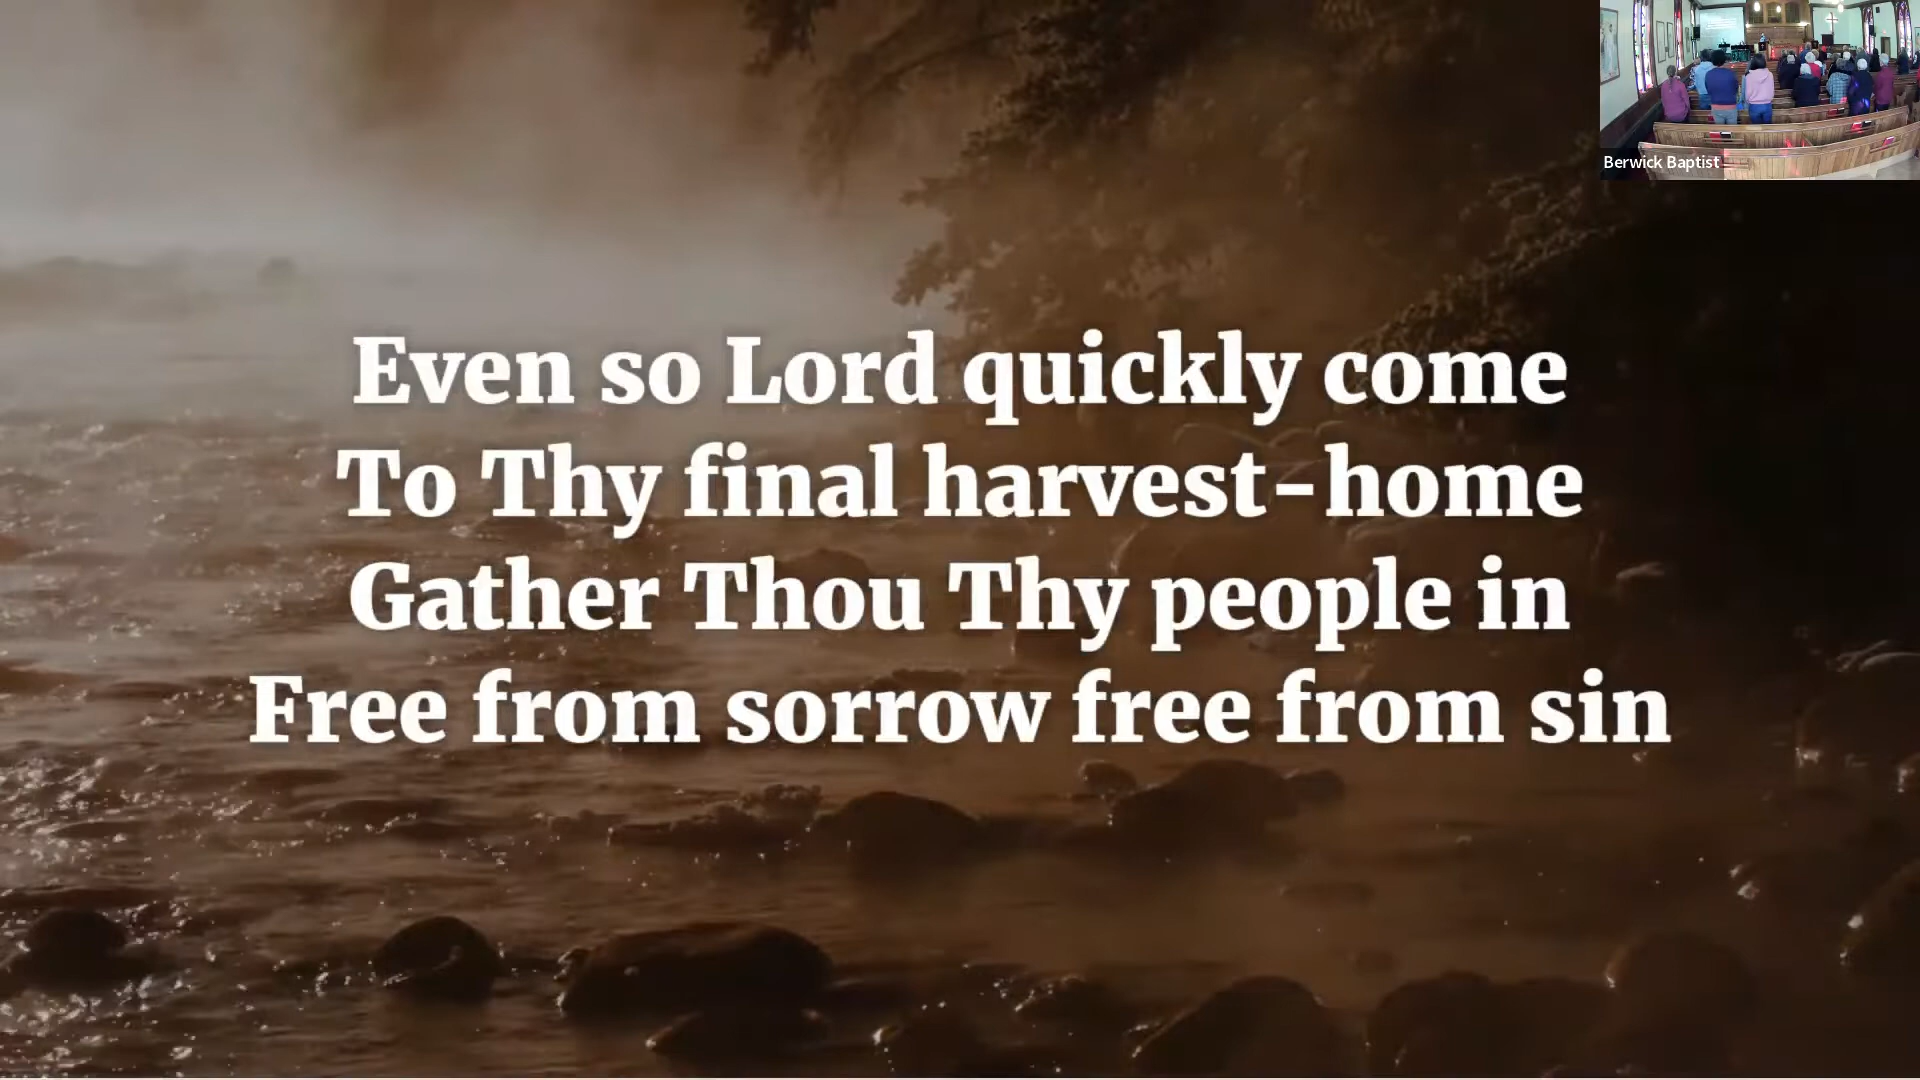 Berwick Baptist
Even so Lord quickly come
To Thy final harvest-home
Gather Thou Thy people in
Free from sorrow free from sin